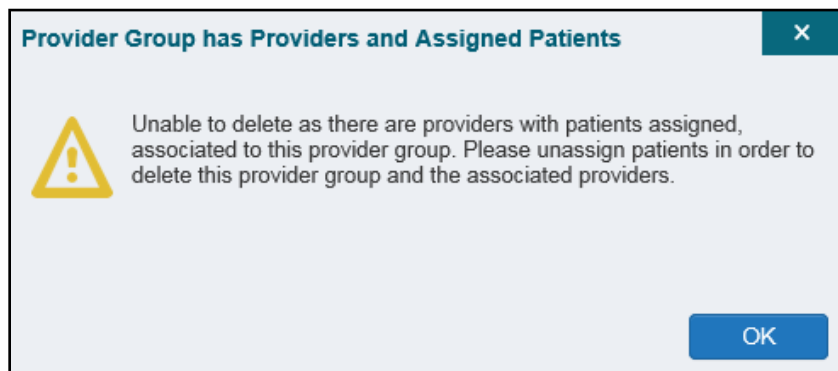 Provider Group has Providers and Assigned Patients
Unable to delete as there are providers with patients assigned,
associated to this provider group. Please unassign patients in order to
delete this provider group and the associated providers.
OK